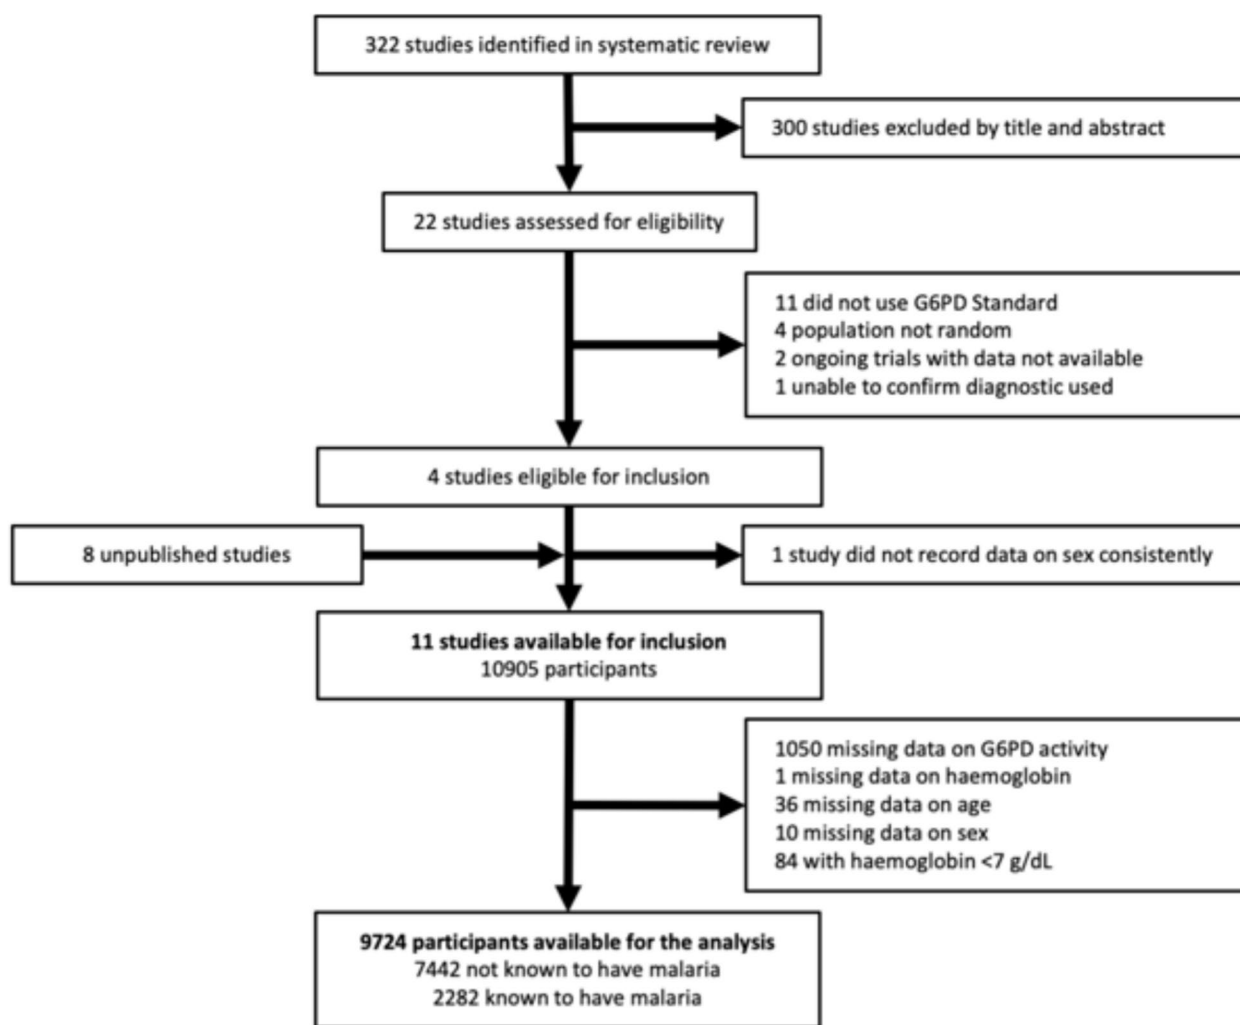 322 studies identified in systematic review
300 studies excluded by title and abstract
22 studies assessed for eligibility
11 did not use G6PD Standard
4 population not random
2 ongoing trials with data not available
1 unable to confirm diagnostic used
4 studies eligible for inclusion
8 unpublished studies
1 study did not record data on sex consistently
11 studies available for inclusion
10905 participants
1050 missing data on G6PD activity
1 missing data on haemoglobin
36 missing data on age
10 missing data on sex
84 with haemoglobin <7 g/dL
9724 participants available for the analysis
7442 not known to have malaria
2282 known to have malaria